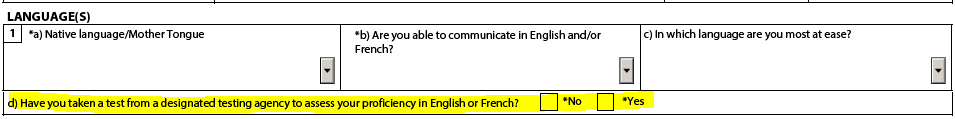 LANGUAGE(S)
1 *a) Native language/Mother Tongue
*b) Are you able to communicate in English and/or
French?
c) In which language are you most at ease?
d) Have you taken a test from a designated testing agency to assess your proficiency in English or French? *No *Yes